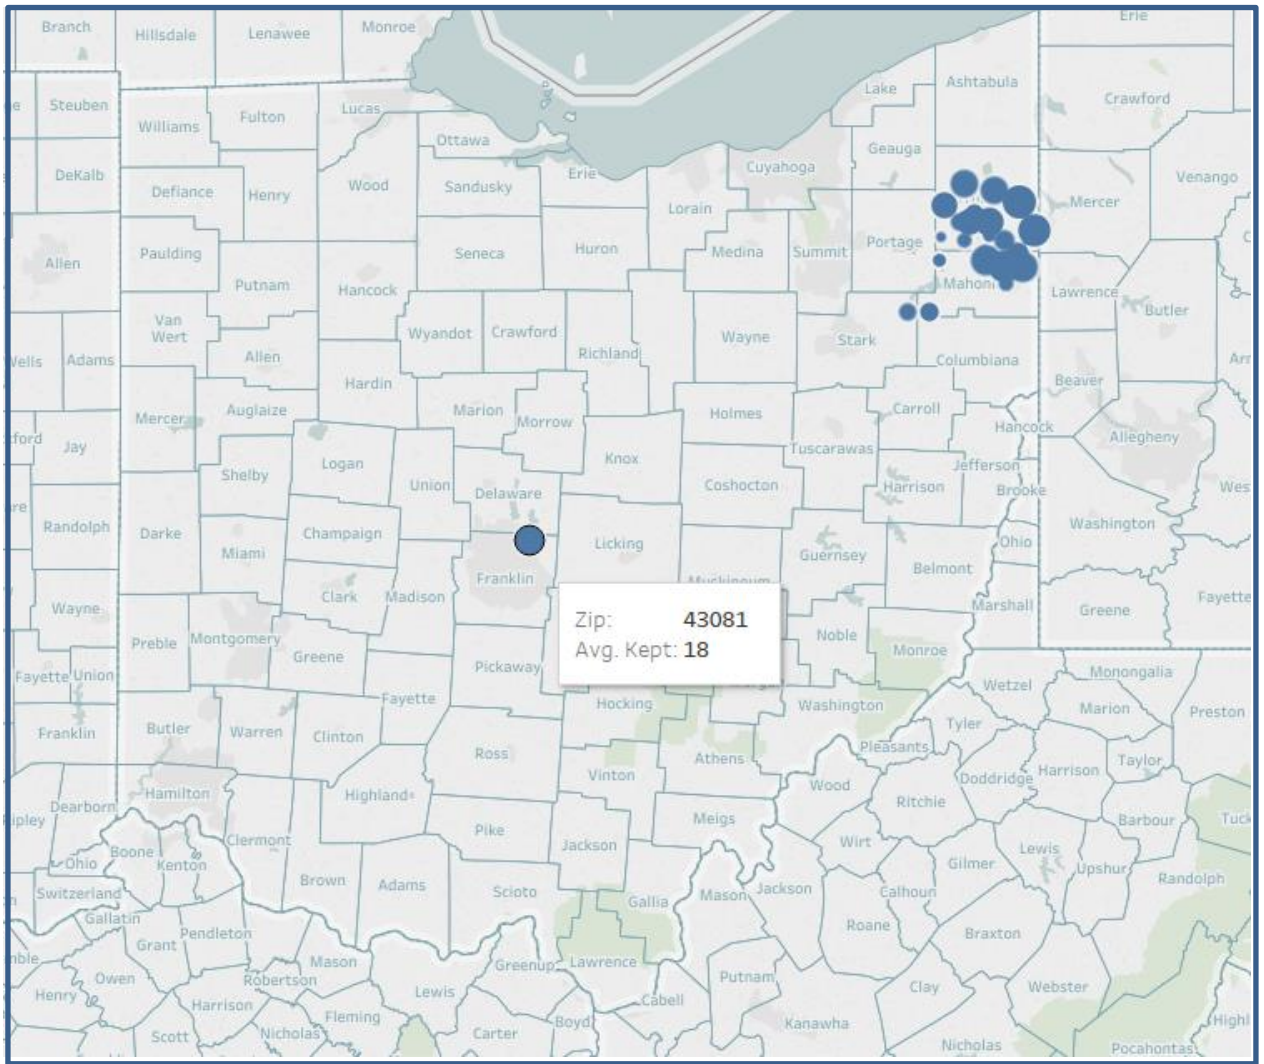 Branch
Hillsdale
Lenawee
Monroe
Erie
Steuben
Lucas
Lake
Ashtabula
Crawford
Williams
Fulton
Ottawa
Geauga
DeKalb
Defiance
Henry
Wood
Sandusky
Erie
Cuyahoga
Venango
Mercer
Lorain
Paulding
Seneca
Huron
Medina
Summit
Portage
Allen
Putnam
Hancock
Mahoni
Lawrence
Butler
Van
Wert
Wells
Adams
Allen
Wyandot
Crawford
Richland
Wayne
Stark
Columbiana
Hardin
Beaver
Mercer
Auglaize
Marion
Morrow
Holmes
Carroll
Hancock
Jay
Allegheny
Tuscarawas
Logan
Knox
Shelby
Union
Delaware
Coshocton
Harrison
Jefferson
Brooke
Randolph
Darke
Champaign
Miami
Licking
Guernsey
Ohio
Washington
Belmont
Franklin
Muskingum
Clark
Madison
Wayne
Marshall
Greene
Fayette
Zip: 43081
Avg. Kept: 18
Preble
Montgomery
Greene
Noble
Monroe
Pickaway
Fayette
Union
Wetzel
Monongalia
Fayette
Hocking
Washington
Marion
Preston
Franklin
Butler
Warren
Clinton
Ross
Athens
Pleasants
Tyler
Taylor
Vinton
Wood
Doddridge
Harrison
Hamilton
Highland
Ritchie
Dearborn
Ripley
Pike
Meigs
Barbour
Clermont
Jackson
Wirt
Lewis
Ohio
Boone
Kenton
Gilmer
Upshur
Randolph
Brown
Adams
Scioto
Gallia
Mason
Jackson
Calhoun
Switzerland
Gallatin
Pendleton
Roane
Braxton
Grant
Mason
Greenup
Lawrence
Owen
Robertson
Lewis
Putnam
Clay
Webster
Henry
Harrison
Fleming
Cabell
Boyd
Kanawha
Scott
Nicholas
Carter
Nicholas
Pocahontas